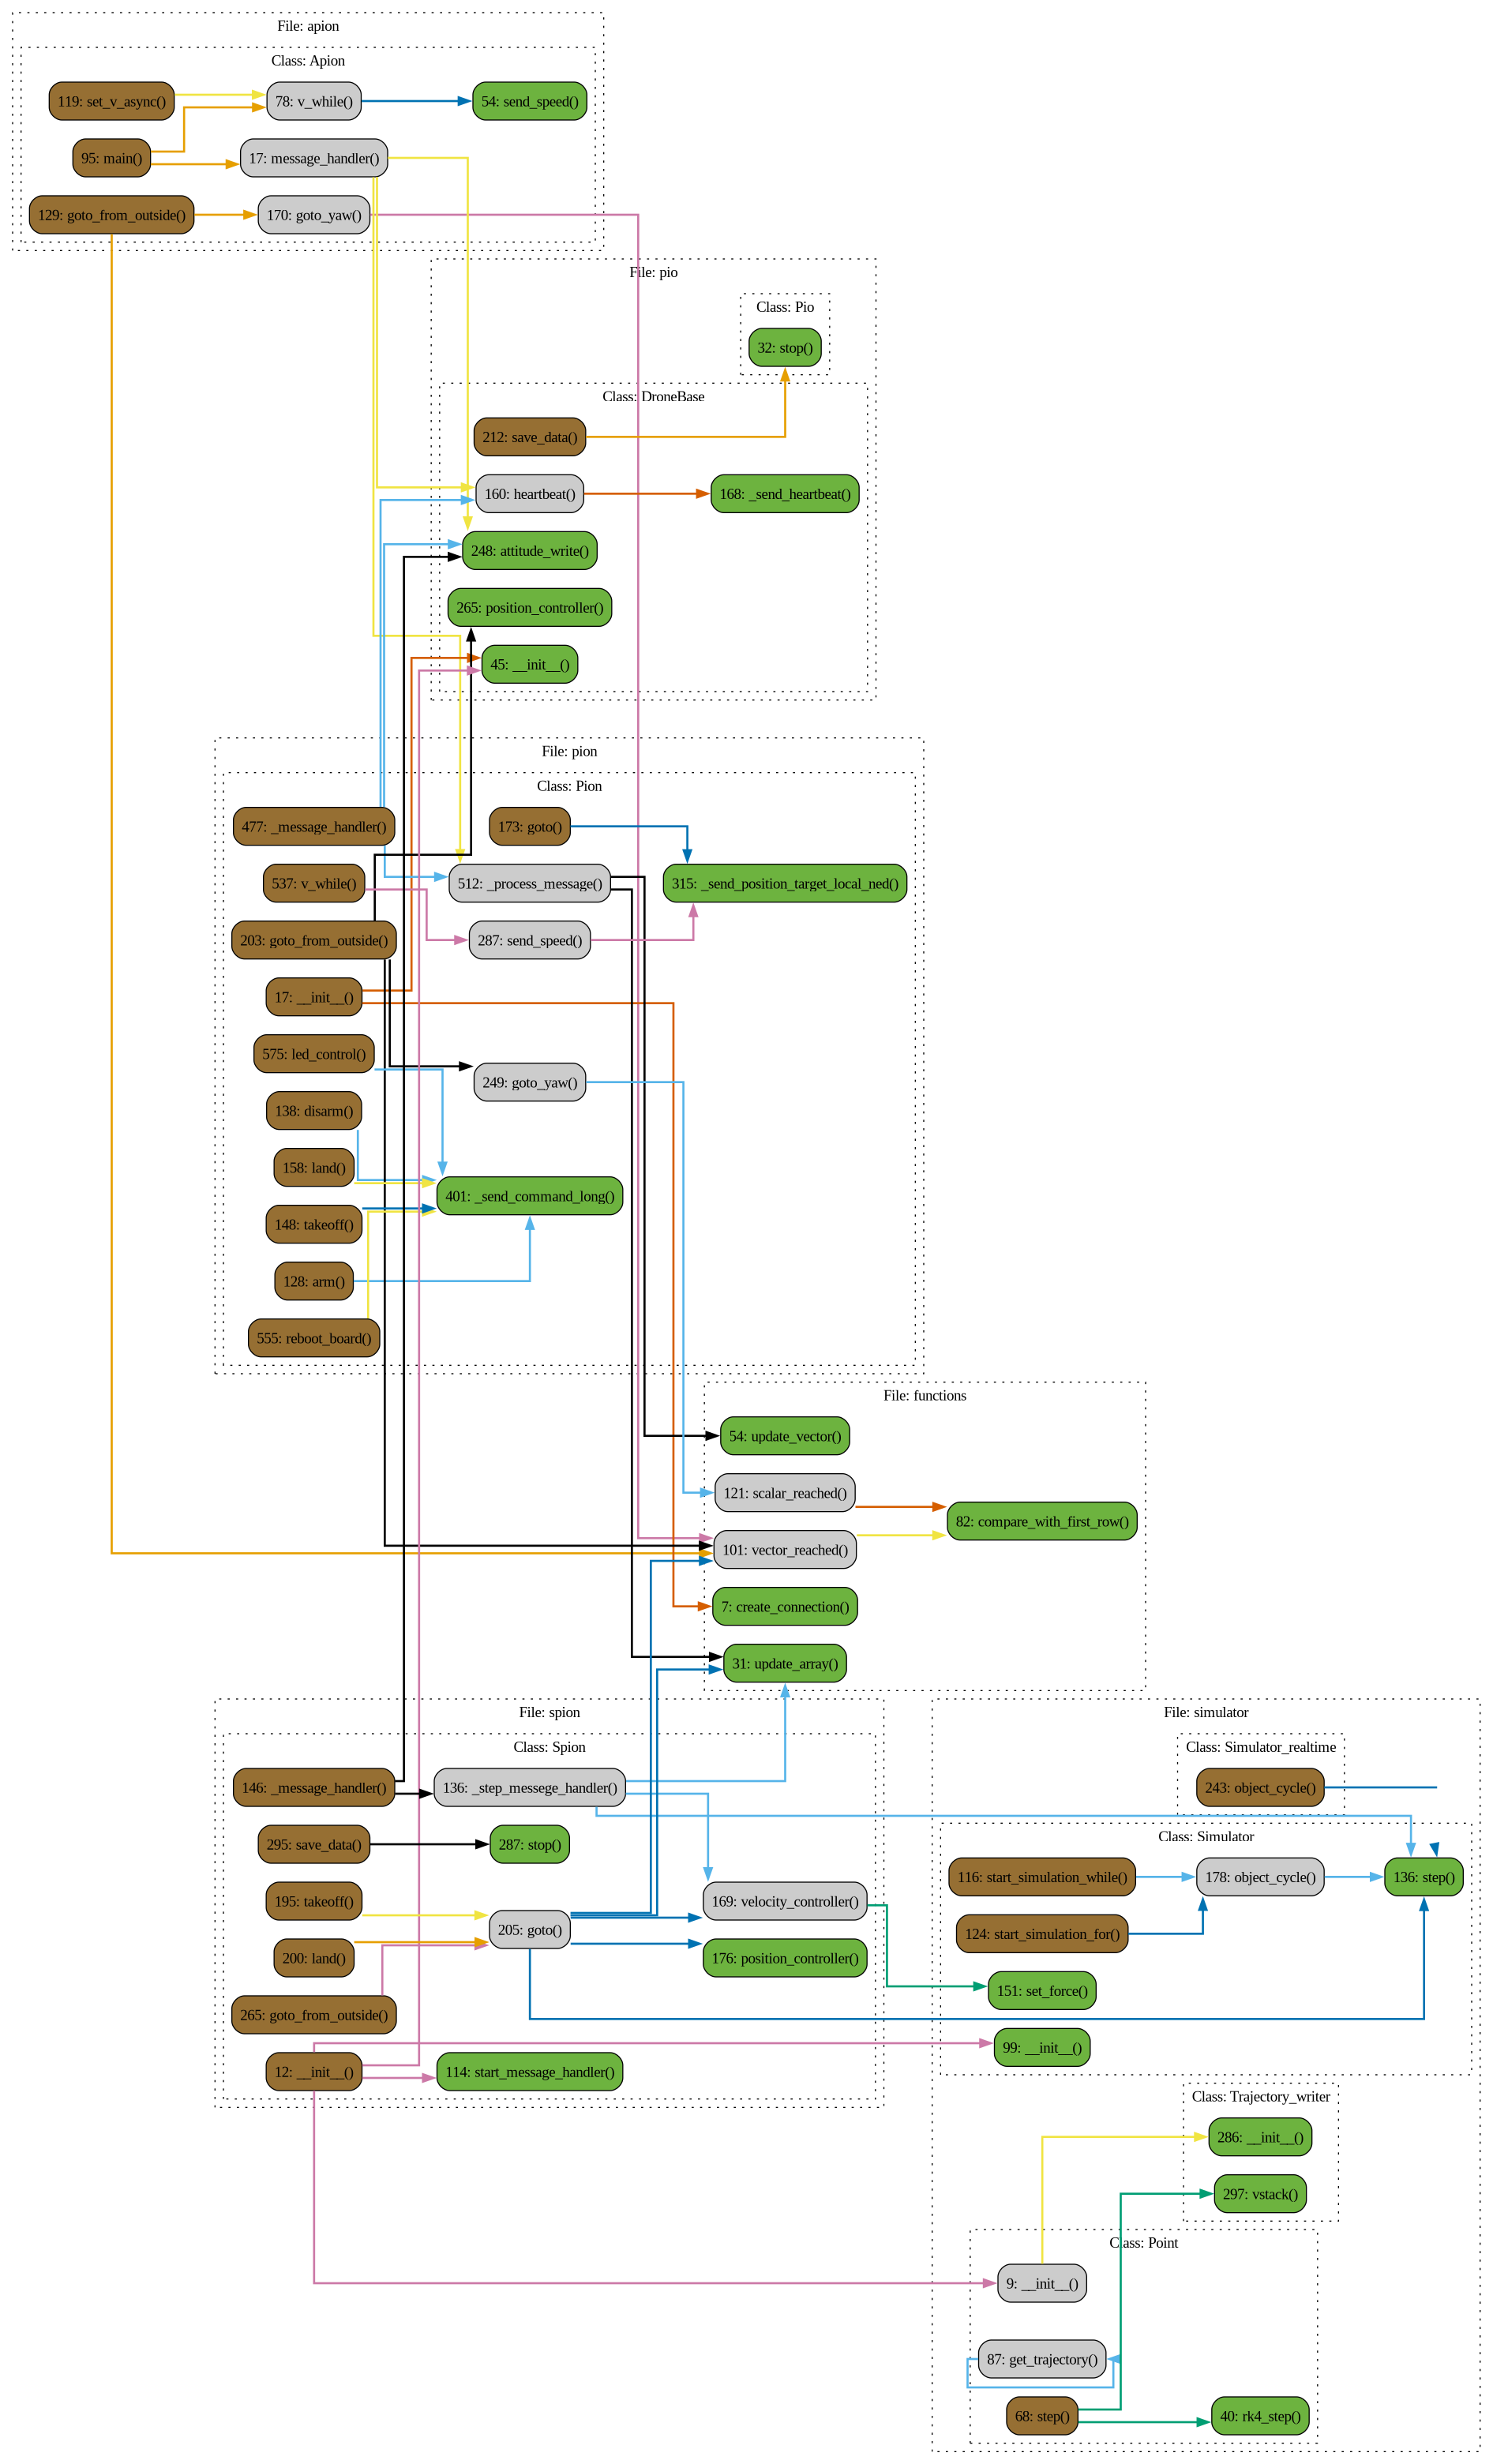 File: apion
Class: Apion
119: set_v_async()
78: v_while()
54: send_speed()
95: main()
17: message_handler()
129: goto_from_outside()
170: goto_yaw()
File: pio
Class: Pio
32: stop()
Class: DroneBase
212: save_data()
160: heartbeat()
168: _send_heartbeat()
248: attitude_write()
265: position_controller()
45: __init__()
File: pion
Class: Pion
477: _message_handler()
173: goto()
537: v_while()
512: _process_message()
315: _send_position_target_local_ned()
203: goto_from_outside()
287: send_speed()
17: __init__()
575: led_control()
249: goto_yaw()
138: disarm()
158: land()
401: _send_command_long()
148: takeoff()
128: arm()
555: reboot_board()
File: functions
54: update_vector()
121: scalar_reached()
82: compare_with_first_row()
101: vector_reached()
7: create_connection()
31: update_array()
File: spion
Class: Spion
146: _message_handler()
136: _step_messege_handler()
295: save_data()
287: stop()
195: takeoff()
169: velocity_controller()
205: goto()
200: land()
176: position_controller()
265: goto_from_outside()
12: __init__()
114: start_message_handler()
File: simulator
Class: Simulator_realtime
243: object_cycle()
Class: Simulator
116: start_simulation_while()
178: object_cycle()
136: step()
124: start_simulation_for()
151: set_force()
99: __init__()
Class: Trajectory_writer
286: __init__()
297: vstack()
Class: Point
9: __init__()
87: get_trajectory()
68: step()
40: rk4_step()